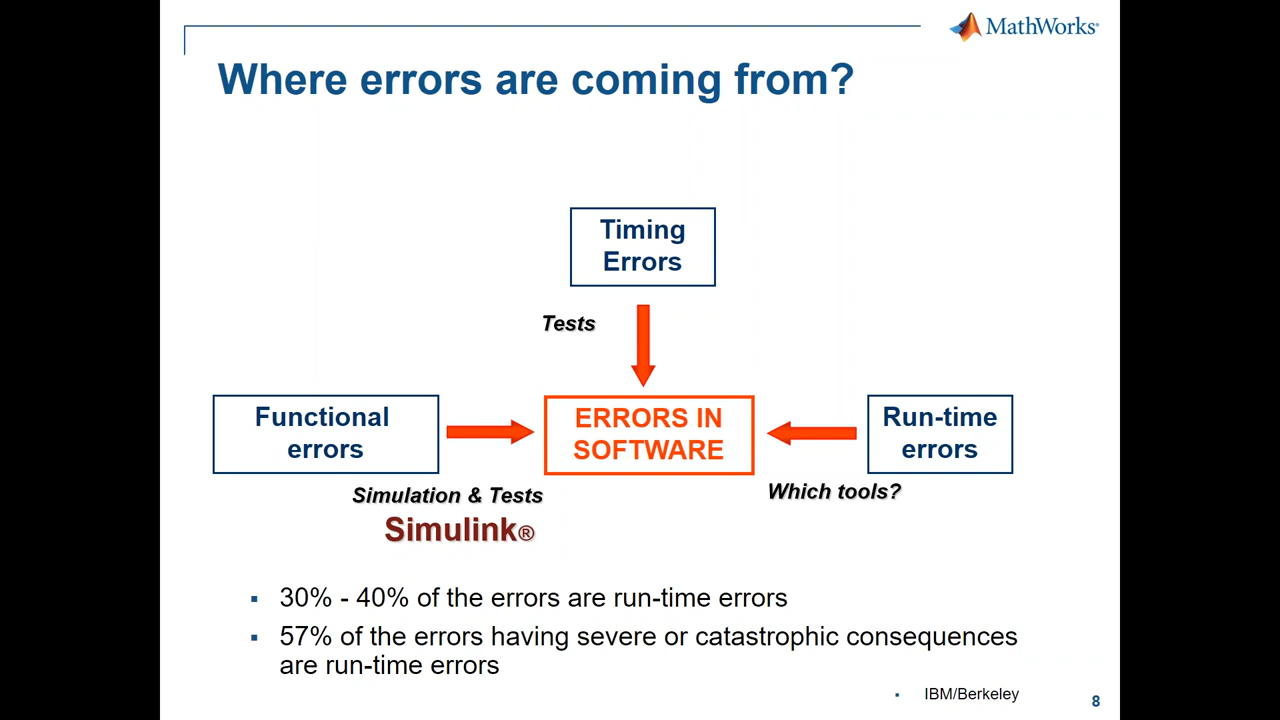 MathWorks®
Where errors are coming from?
Timing
Errors
Tests
Functional
errors
ERRORS IN
SOFTWARE
Run-time
errors
Simulation & Tests
Simulink®
Which tools?
▪ 30% - 40% of the errors are run-time errors
▪ 57% of the errors having severe or catastrophic consequences
are run-time errors
▪ IBM/Berkeley
8